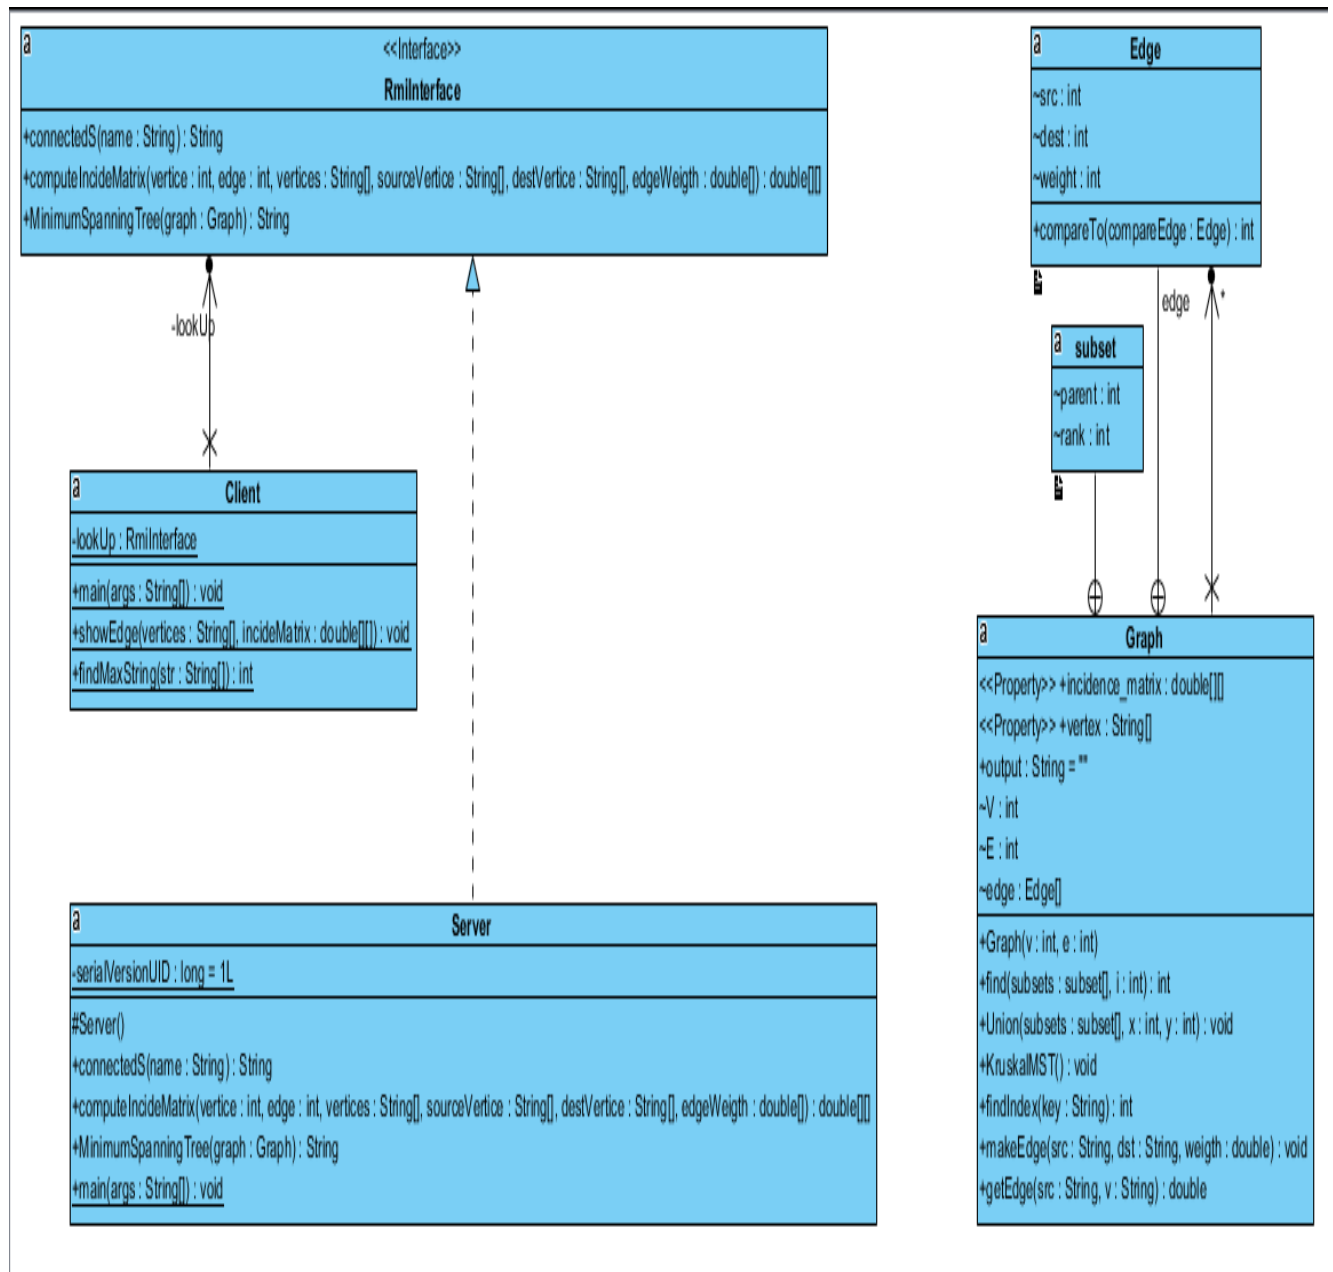 a
<<Interface>>
RmiInterface
+connectedS(name : String) : String
+computeIncideMatrix(vertice : int, edge : int, vertices : String[], sourceVertice : String[], destVertice : String[], edgeWeigth : double[]) : double[][]
+MinimumSpanningTree(graph : Graph) : String
-lookUp
a
Client
-lookUp : RmiInterface
+main(args : String[]) : void
+showEdge(vertices : String[], incideMatrix : double[][]) : void
+findMaxString(str : String[]) : int
a
Server
-serialVersionUID : long = 1L
#Server()
+connectedS(name : String) : String
+computeIncideMatrix(vertice : int, edge : int, vertices : String[], sourceVertice : String[], destVertice : String[], edgeWeigth : double[]) : double[][]
+MinimumSpanningTree(graph : Graph) : String
+main(args : String[]) : void
a
Edge
~src : int
~dest : int
~weight : int
+compareTo(compareEdge : Edge) : int
edge
*
a
subset
~parent : int
~rank : int
a
Graph
<<Property>> +incidence_matrix : double[][]
<<Property>> +vertex : String[]
+output : String = ""
~V : int
~E : int
~edge : Edge[]
+Graph(v : int, e : int)
+find(subsets : subset[], i : int) : int
+Union(subsets : subset[], x : int, y : int) : void
+KruskalMST() : void
+findIndex(key : String) : int
+makeEdge(src : String, dst : String, weigth : double) : void
+getEdge(src : String, v : String) : double